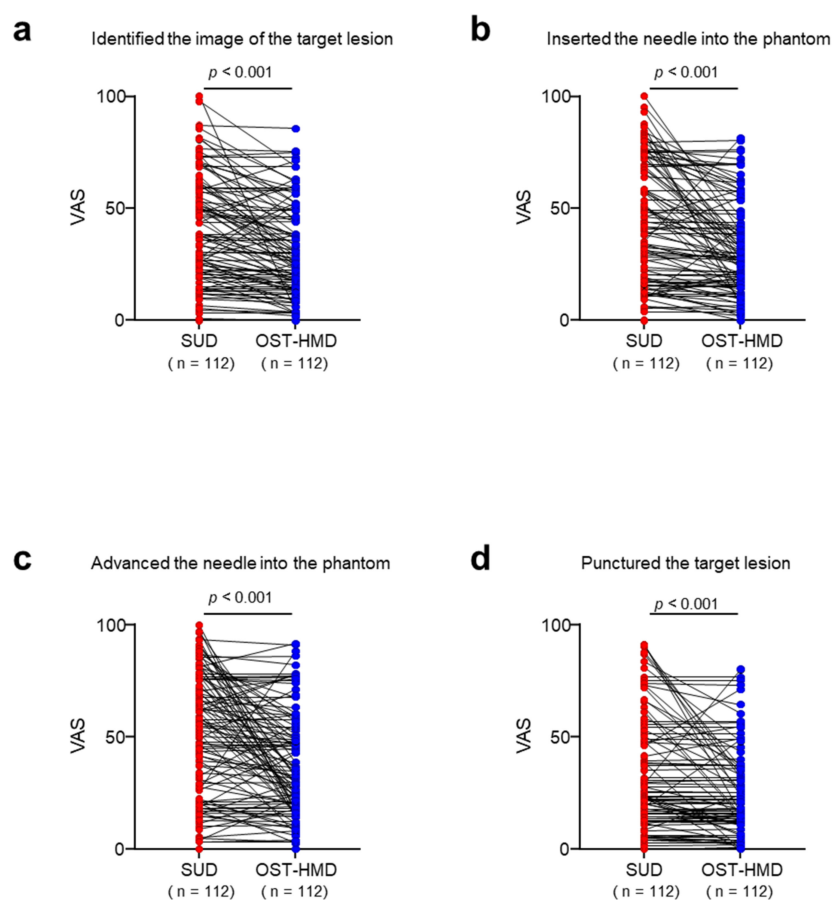 a
Identified the image of the target lesion
p < 0.001
100
50
0
VAS
SUD
OST-HMD
( n = 112)
( n = 112)
b
Inserted the needle into the phantom
p < 0.001
100
50
0
VAS
SUD
OST-HMD
( n = 112)
( n = 112)
c
Advanced the needle into the phantom
p < 0.001
100
50
0
VAS
SUD
OST-HMD
( n = 112)
( n = 112)
d
Punctured the target lesion
p < 0.001
100
50
0
VAS
SUD
OST-HMD
( n = 112)
( n = 112)